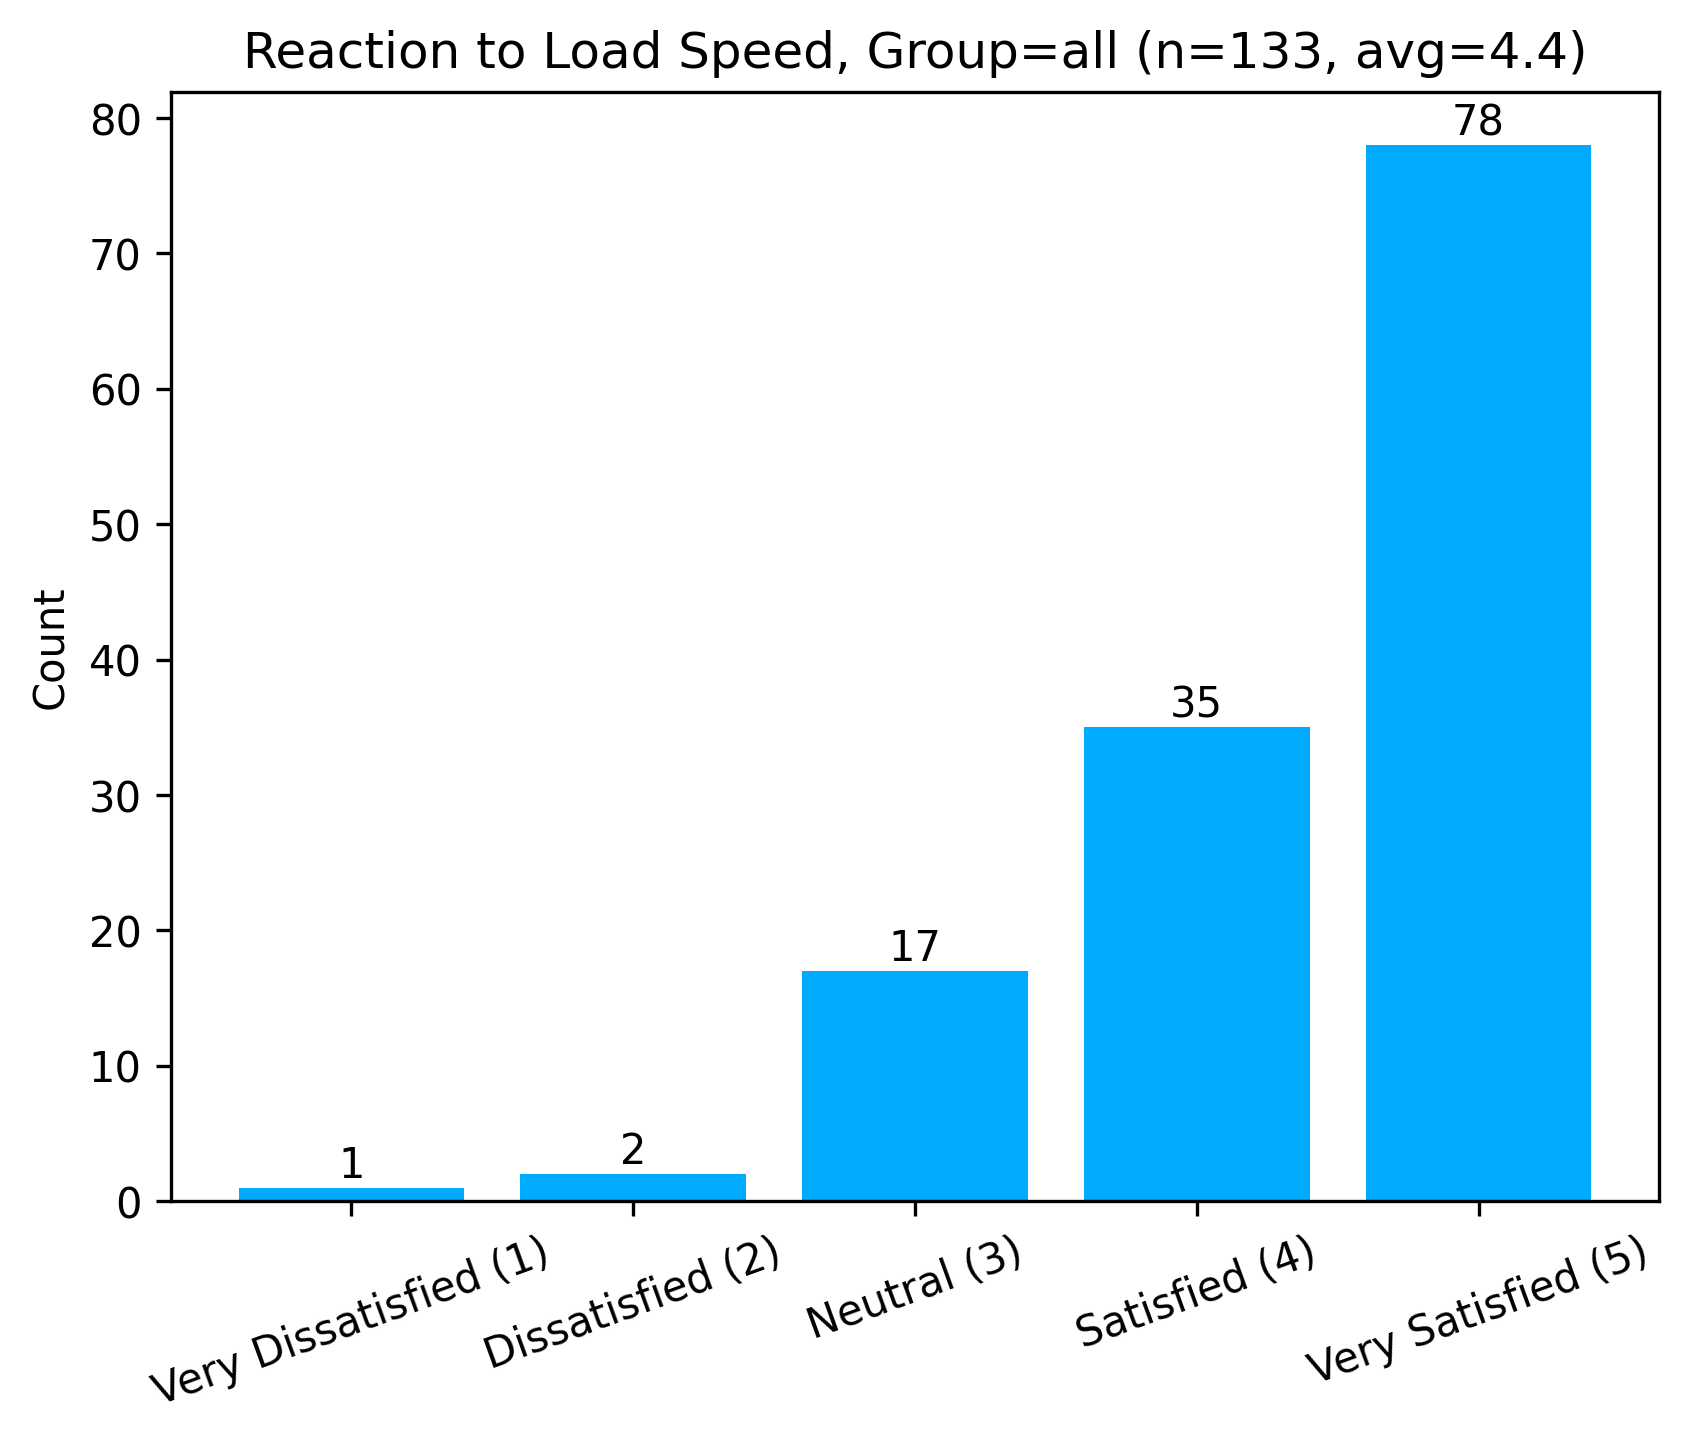 Reaction to Load Speed, Group=all (n=133, avg=4.4)
80
70
60
50
40
30
20
10
0
Count
1
2
17
35
78
Very Dissatisfied (1)
Dissatisfied (2)
Neutral (3)
Satisfied (4)
Very Satisfied (5)